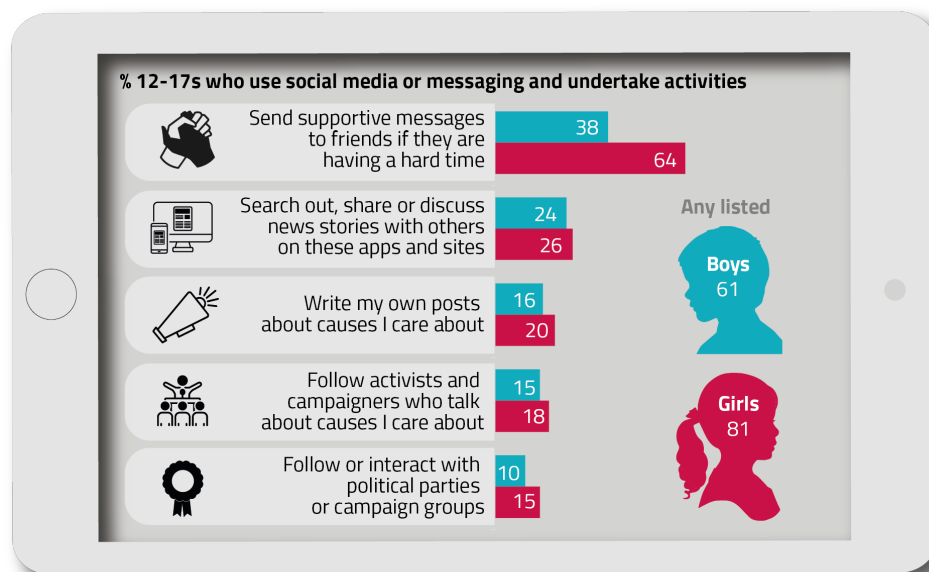 % 12-17s who use social media or messaging and undertake activities
Send supportive messages
to friends if they are
having a hard time
38
64
Search out, share or discuss
news stories with others
on these apps and sites
24
26
Write my own posts
about causes I care about
16
20
Follow activists and
campaigners who talk
about causes I care about
15
18
Follow or interact with
political parties
or campaign groups
10
15
Any listed
Boys
61
Girls
81